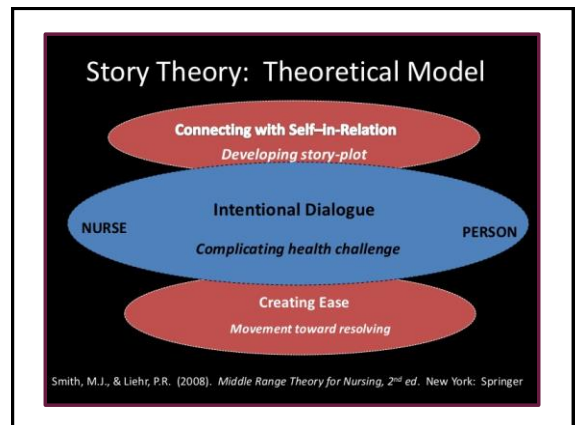 Story Theory: Theoretical Model
Connecting with Self–in-Relation
Developing story-plot
Intentional Dialogue
NURSE
PERSON
Complicating health challenge
Creating Ease
Movement toward resolving
Smith, M.J., & Liehr, P.R. (2008). Middle Range Theory for Nursing, 2nd ed. New York: Springer